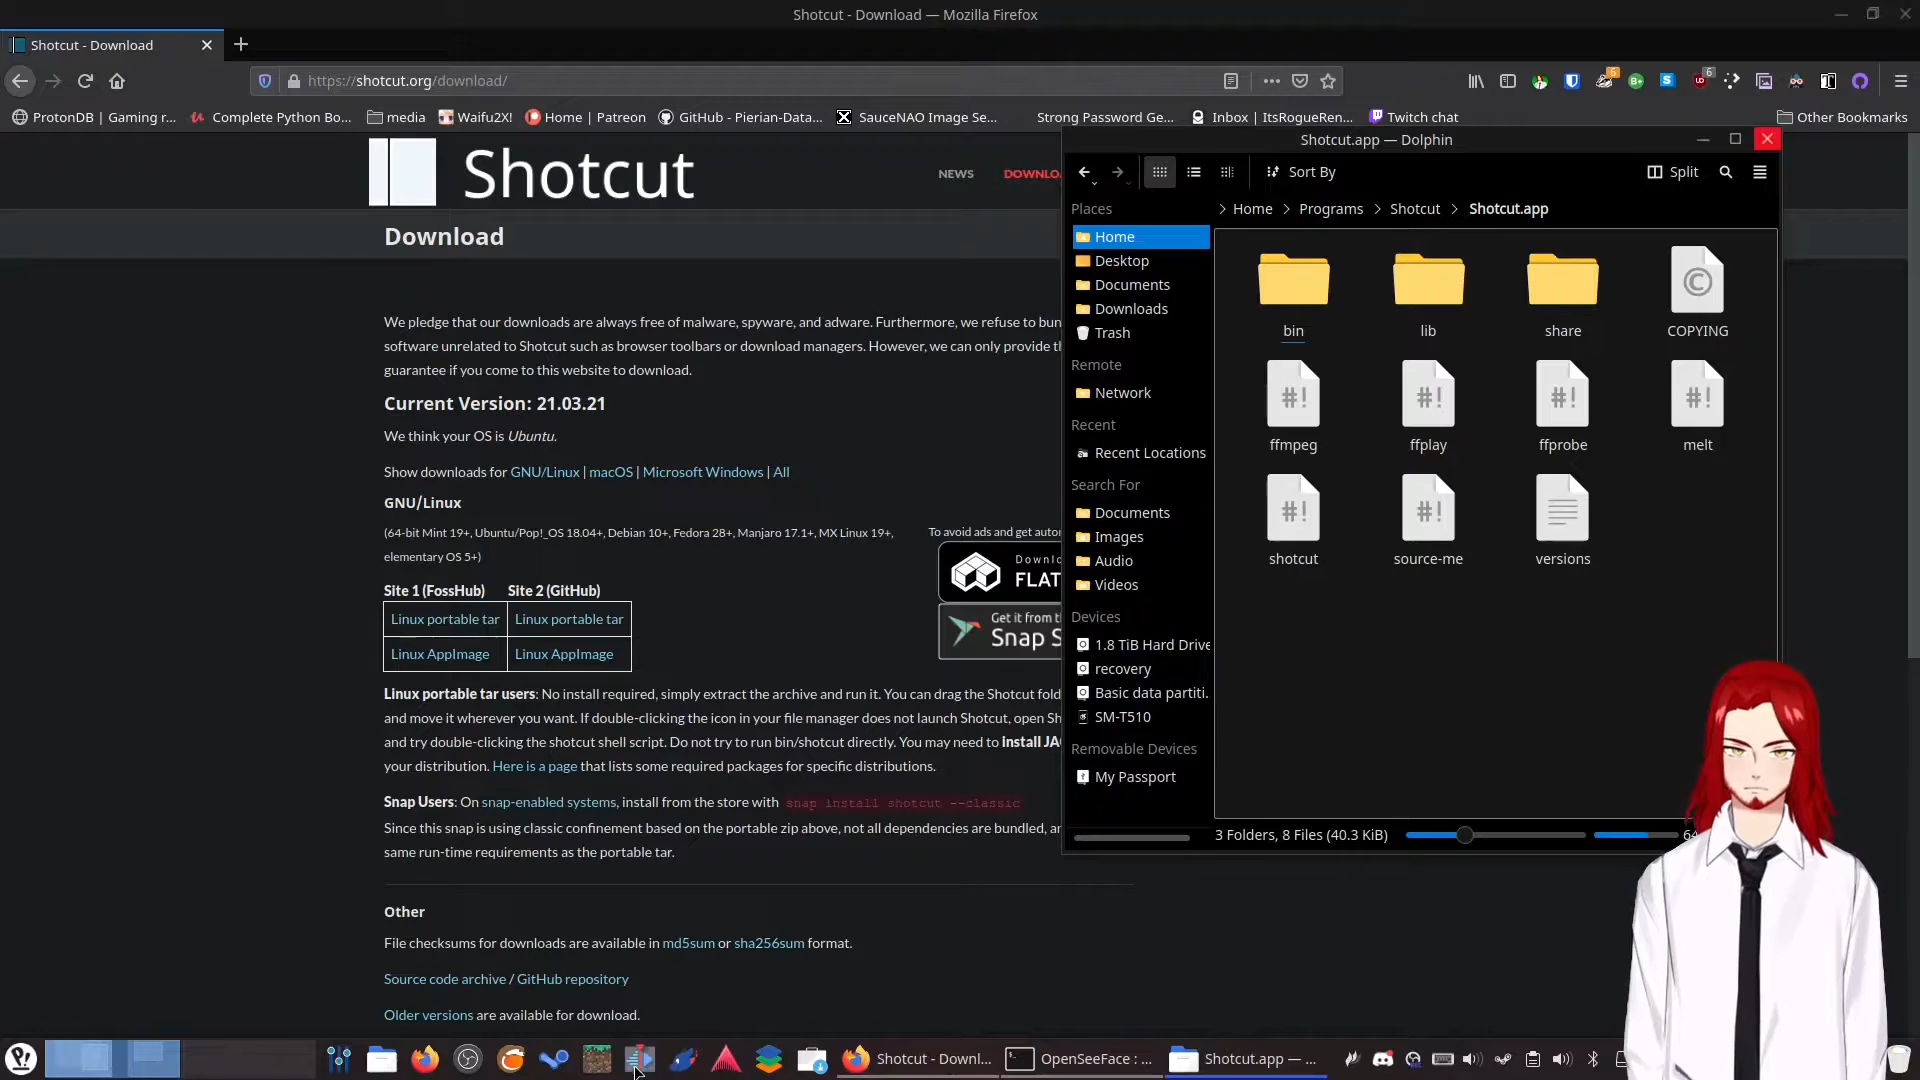 Shotcut - Download — Mozilla Firefox
Shotcut - Download
https://shotcut.org/download/
6
6
ProtonDB | Gaming r...
Complete Python Bo...
media
Waifu2X!
Home | Patreon
GitHub - Pierian-Data...
SauceNAO Image Se...
Strong Password Ge...
Inbox | ItsRogueRen...
Twitch chat
Other Bookmarks
Shotcut
NEWS
DOWNLO
Download
We pledge that our downloads are always free of malware, spyware, and adware. Furthermore, we refuse to bun
software unrelated to Shotcut such as browser toolbars or download managers. However, we can only provide t
guarantee if you come to this website to download.
Current Version: 21.03.21
We think your OS is Ubuntu.
Show downloads for GNU/Linux | macOS | Microsoft Windows | All
GNU/Linux
(64-bit Mint 19+, Ubuntu/Pop!_OS 18.04+, Debian 10+, Fedora 28+, Manjaro 17.1+, MX Linux 19+,
elementary OS 5+)
To avoid ads and get auto
Downlo
FLAT
Get it from t
Snap S
Site 1 (FossHub) Site 2 (GitHub)
Linux portable tar Linux portable tar
Linux AppImage Linux AppImage
Linux portable tar users: No install required, simply extract the archive and run it. You can drag the Shotcut fold
and move it wherever you want. If double-clicking the icon in your file manager does not launch Shotcut, open Sh
and try double-clicking the shotcut shell script. Do not try to run bin/shotcut directly. You may need to install JA
your distribution. Here is a page that lists some required packages for specific distributions.
Snap Users: On snap-enabled systems, install from the store with snap install shotcut --classic
Since this snap is using classic confinement based on the portable zip above, not all dependencies are bundled, a
same run-time requirements as the portable tar.
Other
File checksums for downloads are available in md5sum or sha256sum format.
Source code archive / GitHub repository
Older versions are available for download.
Shotcut.app — Dolphin
Sort By
Split
Places
Home
Desktop
Documents
Downloads
Trash
Remote
Network
Recent
Recent Locations
Search For
Documents
Images
Audio
Videos
Devices
1.8 TiB Hard Drive
recovery
Basic data partiti...
SM-T510
Removable Devices
My Passport
Home > Programs > Shotcut > Shotcut.app
bin
lib
share
COPYING
ffmpeg
ffplay
ffprobe
melt
shotcut
source-me
versions
3 Folders, 8 Files (40.3 KiB)
Shotcut - Downl...
OpenSeeFace : ...
Shotcut.app — ...